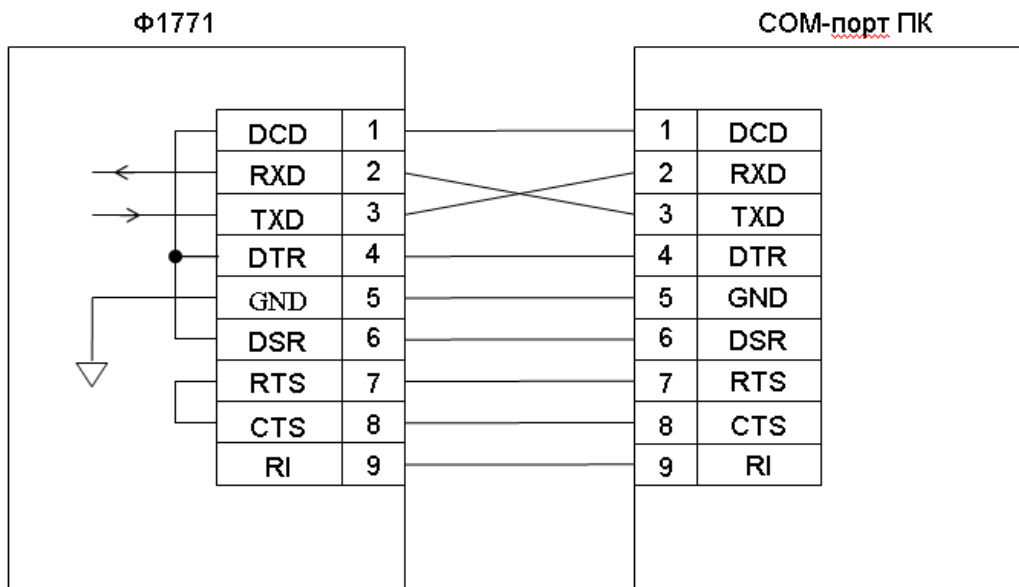 Ф1771 COM-порт ПК
DCD 1 1 DCD
RXD 2 2 RXD
TXD 3 3 TXD
DTR 4 4 DTR
GND 5 5 GND
DSR 6 6 DSR
RTS 7 7 RTS
CTS 8 8 CTS
RI 9 9 RI